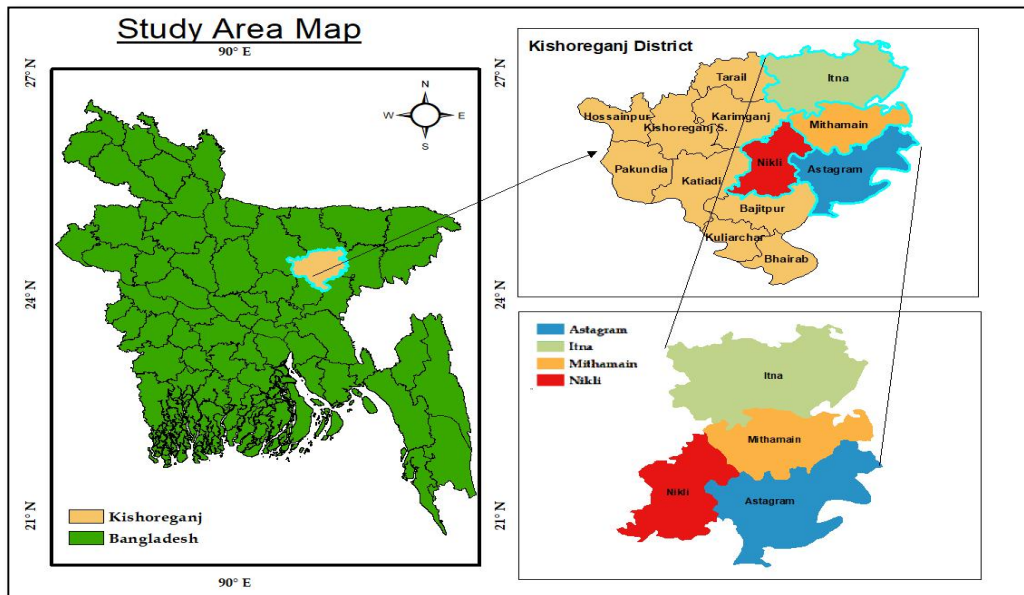 Study Area Map
90° E
27° N
27° N
24° N
24° N
21° N
21° N
N
W
E
S
Kishoreganj
Bangladesh
90° E
Kishoreganj District
Itna
Tarail
Hossainpur
Karimganj
Kishoreganj S.
Mithamain
Nikli
Astagram
Pakundia
Katiadi
Bajitpur
Kuliarchar
Bhairab
Astagram
Itna
Mithamain
Nikli
Itna
Mithamain
Nikli
Astagram